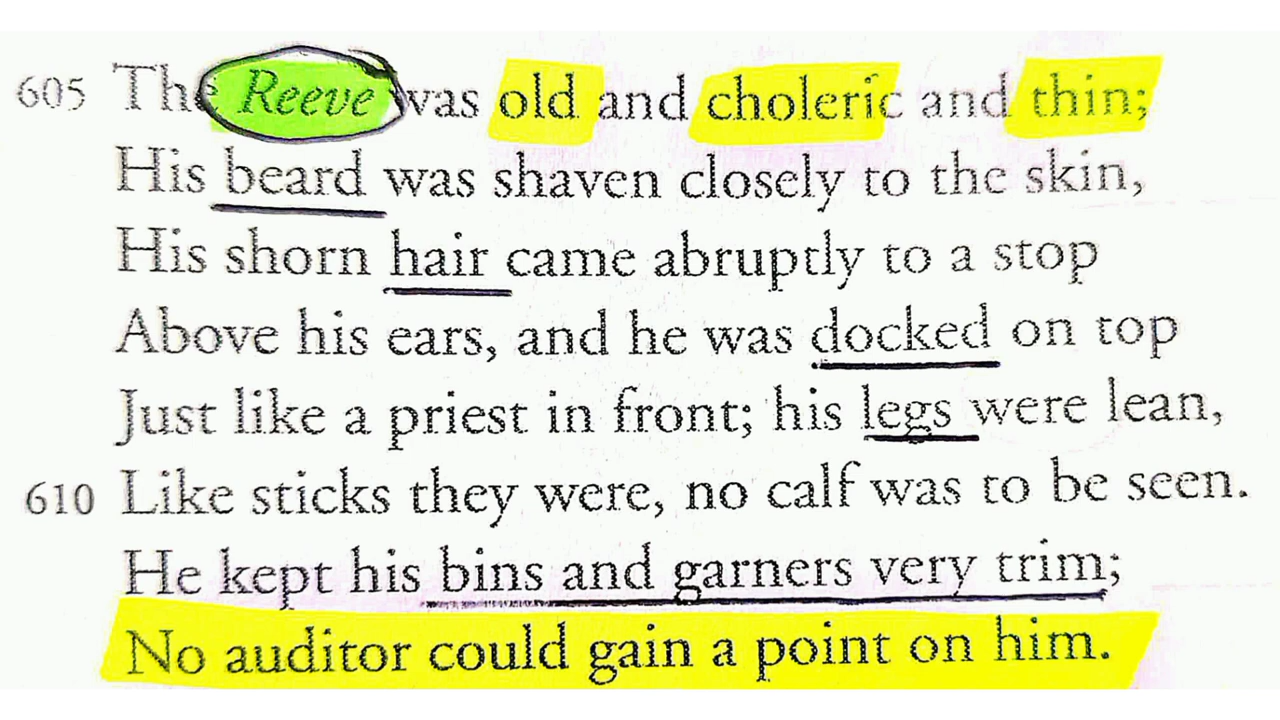 605 The Reeve was old and choleric and thin;
His beard was shaven closely to the skin,
His shorn hair came abruptly to a stop
Above his ears, and he was docked on top
Just like a priest in front; his legs were lean,
610 Like sticks they were, no calf was to be seen.
He kept his bins and garners very trim;
No auditor could gain a point on him.